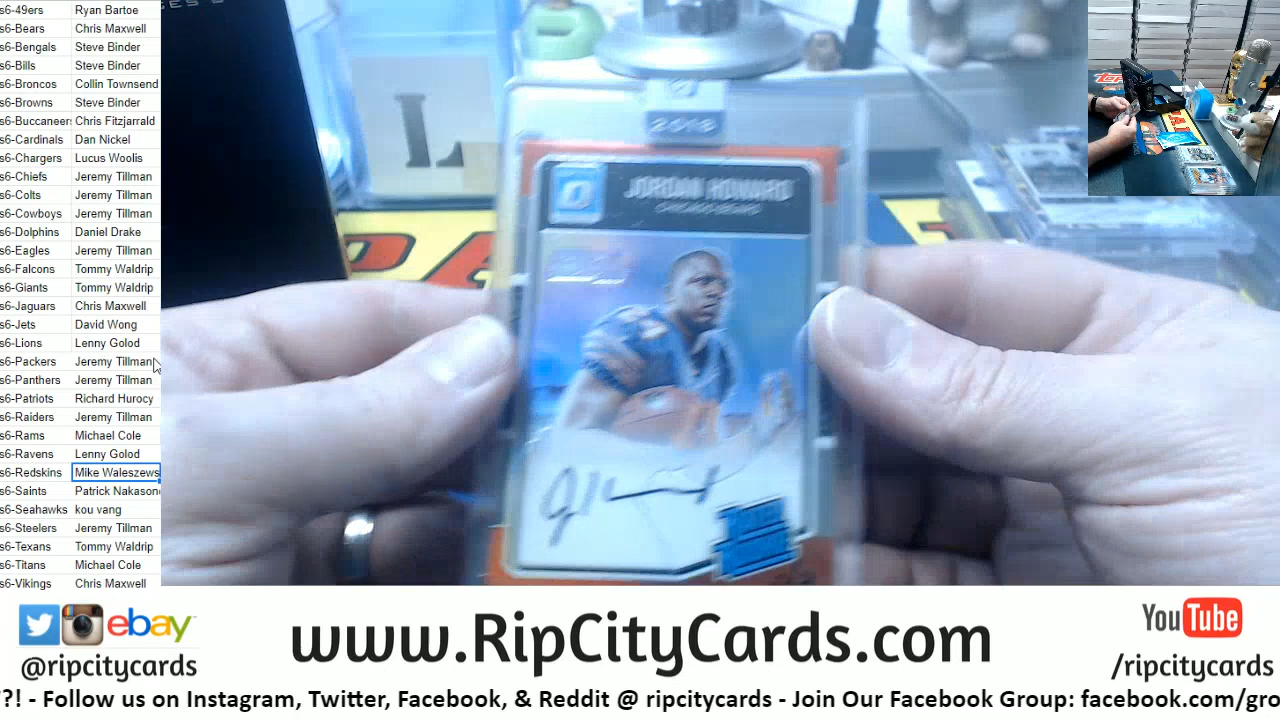 s6-49ers Ryan Bartoe
s6-Bears Chris Maxwell
s6-Bengals Steve Binder
s6-Bills Steve Binder
s6-Broncos Collin Townsend
s6-Browns Steve Binder
s6-Buccaneers Chris Fitzjarrald
s6-Cardinals Dan Nickel
s6-Chargers Lucus Woolis
s6-Chiefs Jeremy Tillman
s6-Colts Jeremy Tillman
s6-Cowboys Jeremy Tillman
s6-Dolphins Daniel Drake
s6-Eagles Jeremy Tillman
s6-Falcons Tommy Waldrip
s6-Giants Tommy Waldrip
s6-Jaguars Chris Maxwell
s6-Jets David Wong
s6-Lions Lenny Golod
s6-Packers Jeremy Tillman
s6-Panthers Jeremy Tillman
s6-Patriots Richard Hurocy
s6-Raiders Jeremy Tillman
s6-Rams Michael Cole
s6-Ravens Lenny Golod
s6-Redskins Mike Waleszews
s6-Saints Patrick Nakason
s6-Seahawks kou vang
s6-Steelers Jeremy Tillman
s6-Texans Tommy Waldrip
s6-Titans Michael Cole
s6-Vikings Chris Maxwell
2016
JORDAN HOWARD
CHICAGO BEARS
RATED
ROOKIE
ebay
@ripcitycards
www.RipCityCards.com
YouTube
/ripcitycards
??! - Follow us on Instagram, Twitter, Facebook, & Reddit @ ripcitycards - Join Our Facebook Group: facebook.com/gro